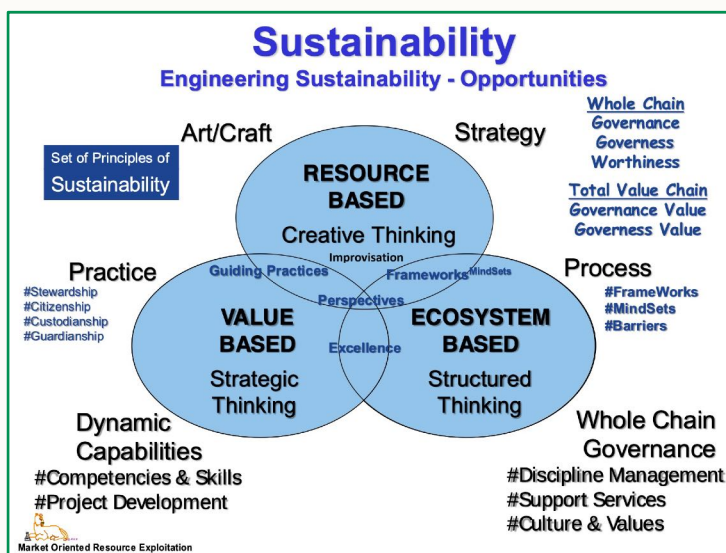 Sustainability
Engineering Sustainability - Opportunities
Art/Craft
Strategy
Whole Chain
Governance
Governess
Worthiness
Total Value Chain
Governance Value
Governess Value
Set of Principles of
Sustainability
RESOURCE
BASED
Creative Thinking
Improvisation
Guiding Practices
Frameworks MindSets
Perspectives
Practice
#Stewardship
#Citizenship
#Custodianship
#Guardianship
Process
#FrameWorks
#MindSets
#Barriers
VALUE
BASED
Strategic
Thinking
Excellence
ECOSYSTEM
BASED
Structured
Thinking
Dynamic
Capabilities
#Competencies & Skills
#Project Development
Whole Chain
Governance
#Discipline Management
#Support Services
#Culture & Values
Market Oriented Resource Exploitation